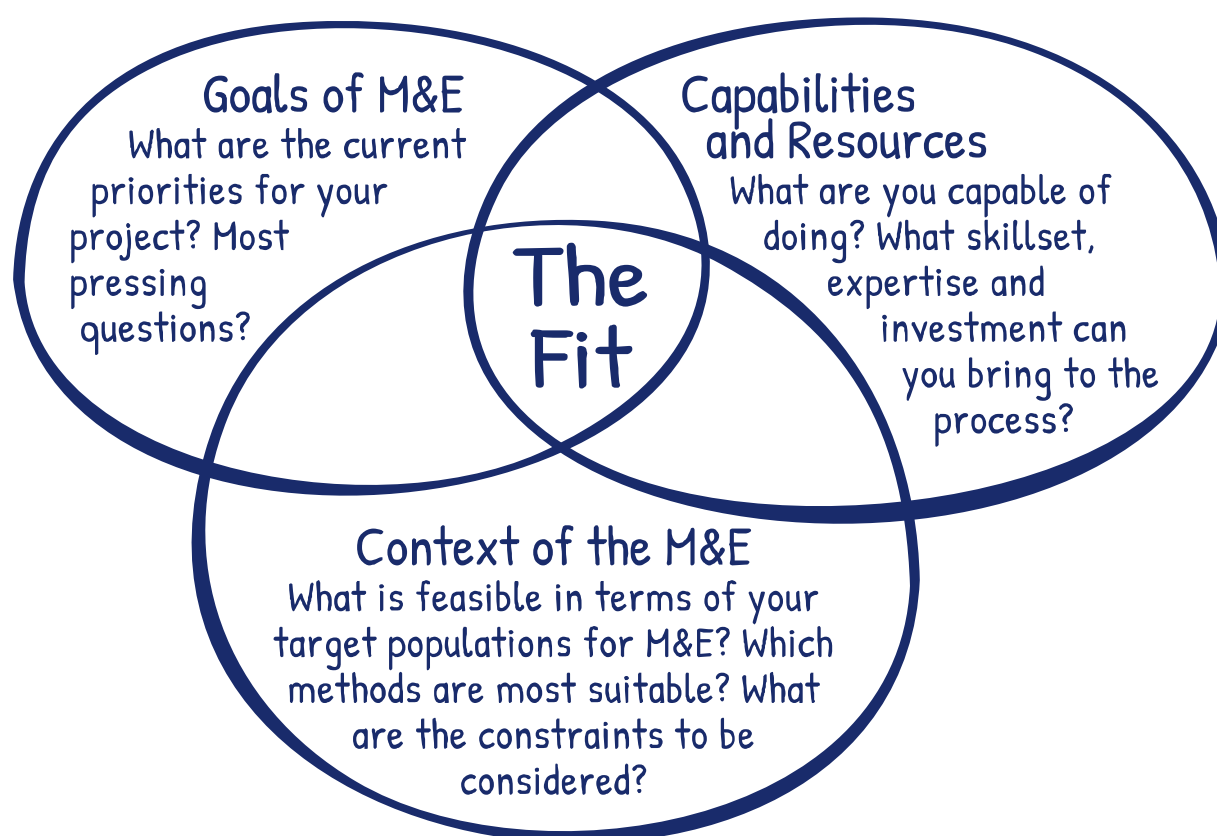 Goals of M&E
What are the current
priorities for your
project? Most
pressing
questions?
Capabilities
and Resources
What are you capable of
doing? What skillset,
expertise and
investment can
you bring to the
process?
The
Fit
Context of the M&E
What is feasible in terms of your
target populations for M&E? Which
methods are most suitable? What
are the constraints to be
considered?